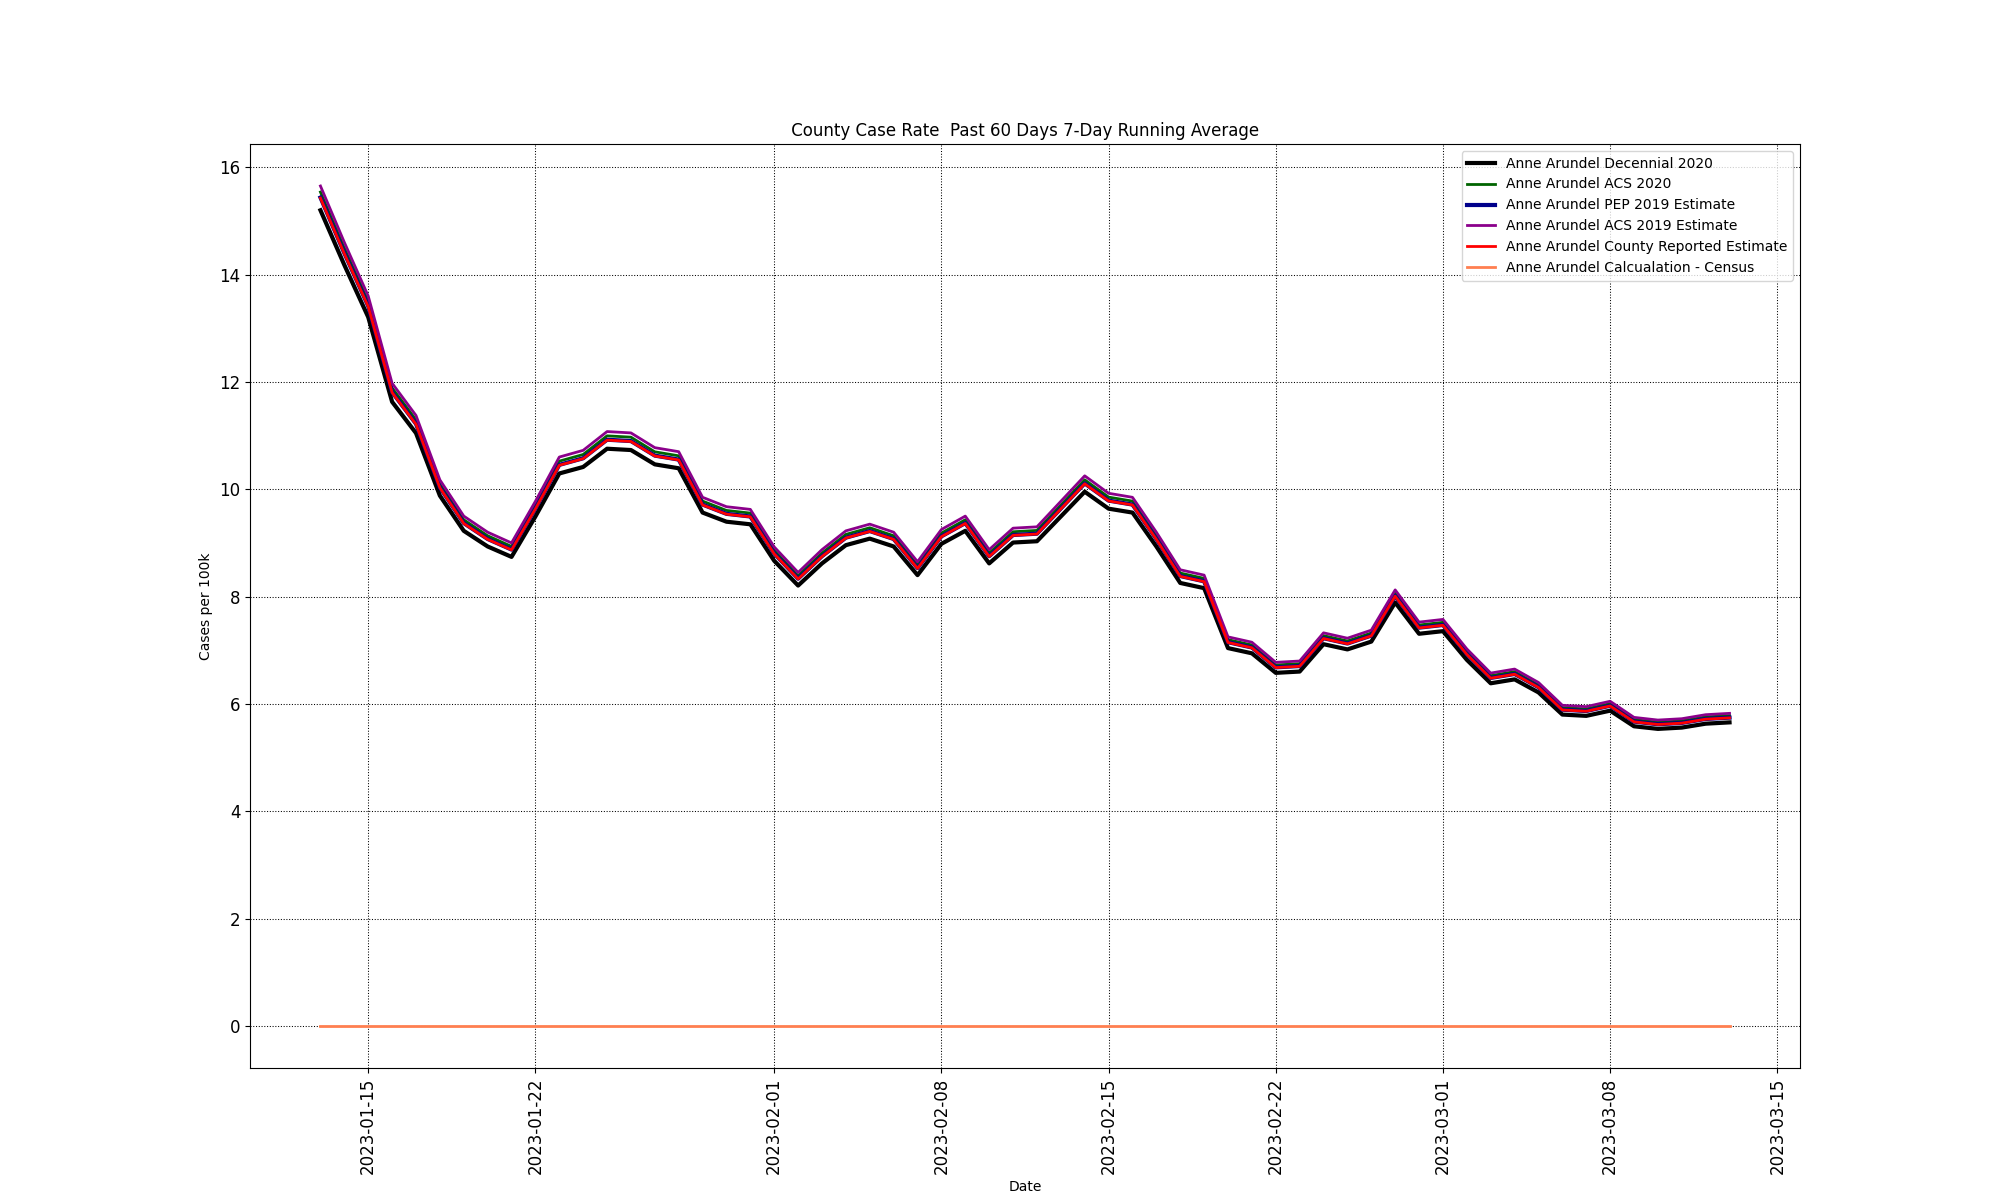 County Case Rate  Past 60 Days 7-Day Running Average
Anne Arundel Decennial 2020
Anne Arundel ACS 2020
Anne Arundel PEP 2019 Estimate
Anne Arundel ACS 2019 Estimate
Anne Arundel County Reported Estimate
Anne Arundel Calcualation - Census
Cases per 100k
16
14
12
10
8
6
4
2
0
2023-01-15
2023-01-22
2023-02-01
2023-02-08
2023-02-15
2023-02-22
2023-03-01
2023-03-08
2023-03-15
Date